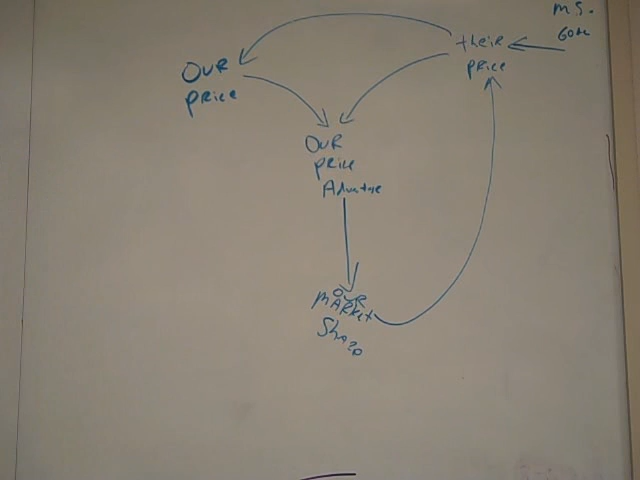 M.S.
GOAL
their
price
OUR
price
OUR
price
Advantage
OUR
MARKET
Share